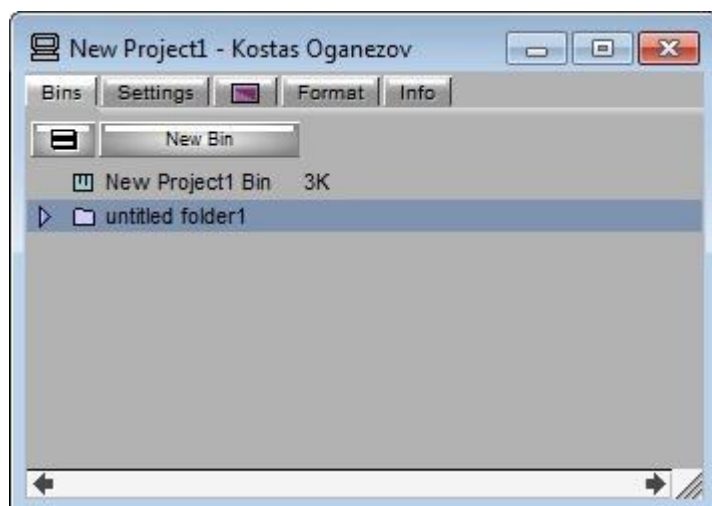 New Project1 - Kostas Oganezov
Bins Settings Format Info
New Bin
New Project1 Bin 3K
untitled folder1